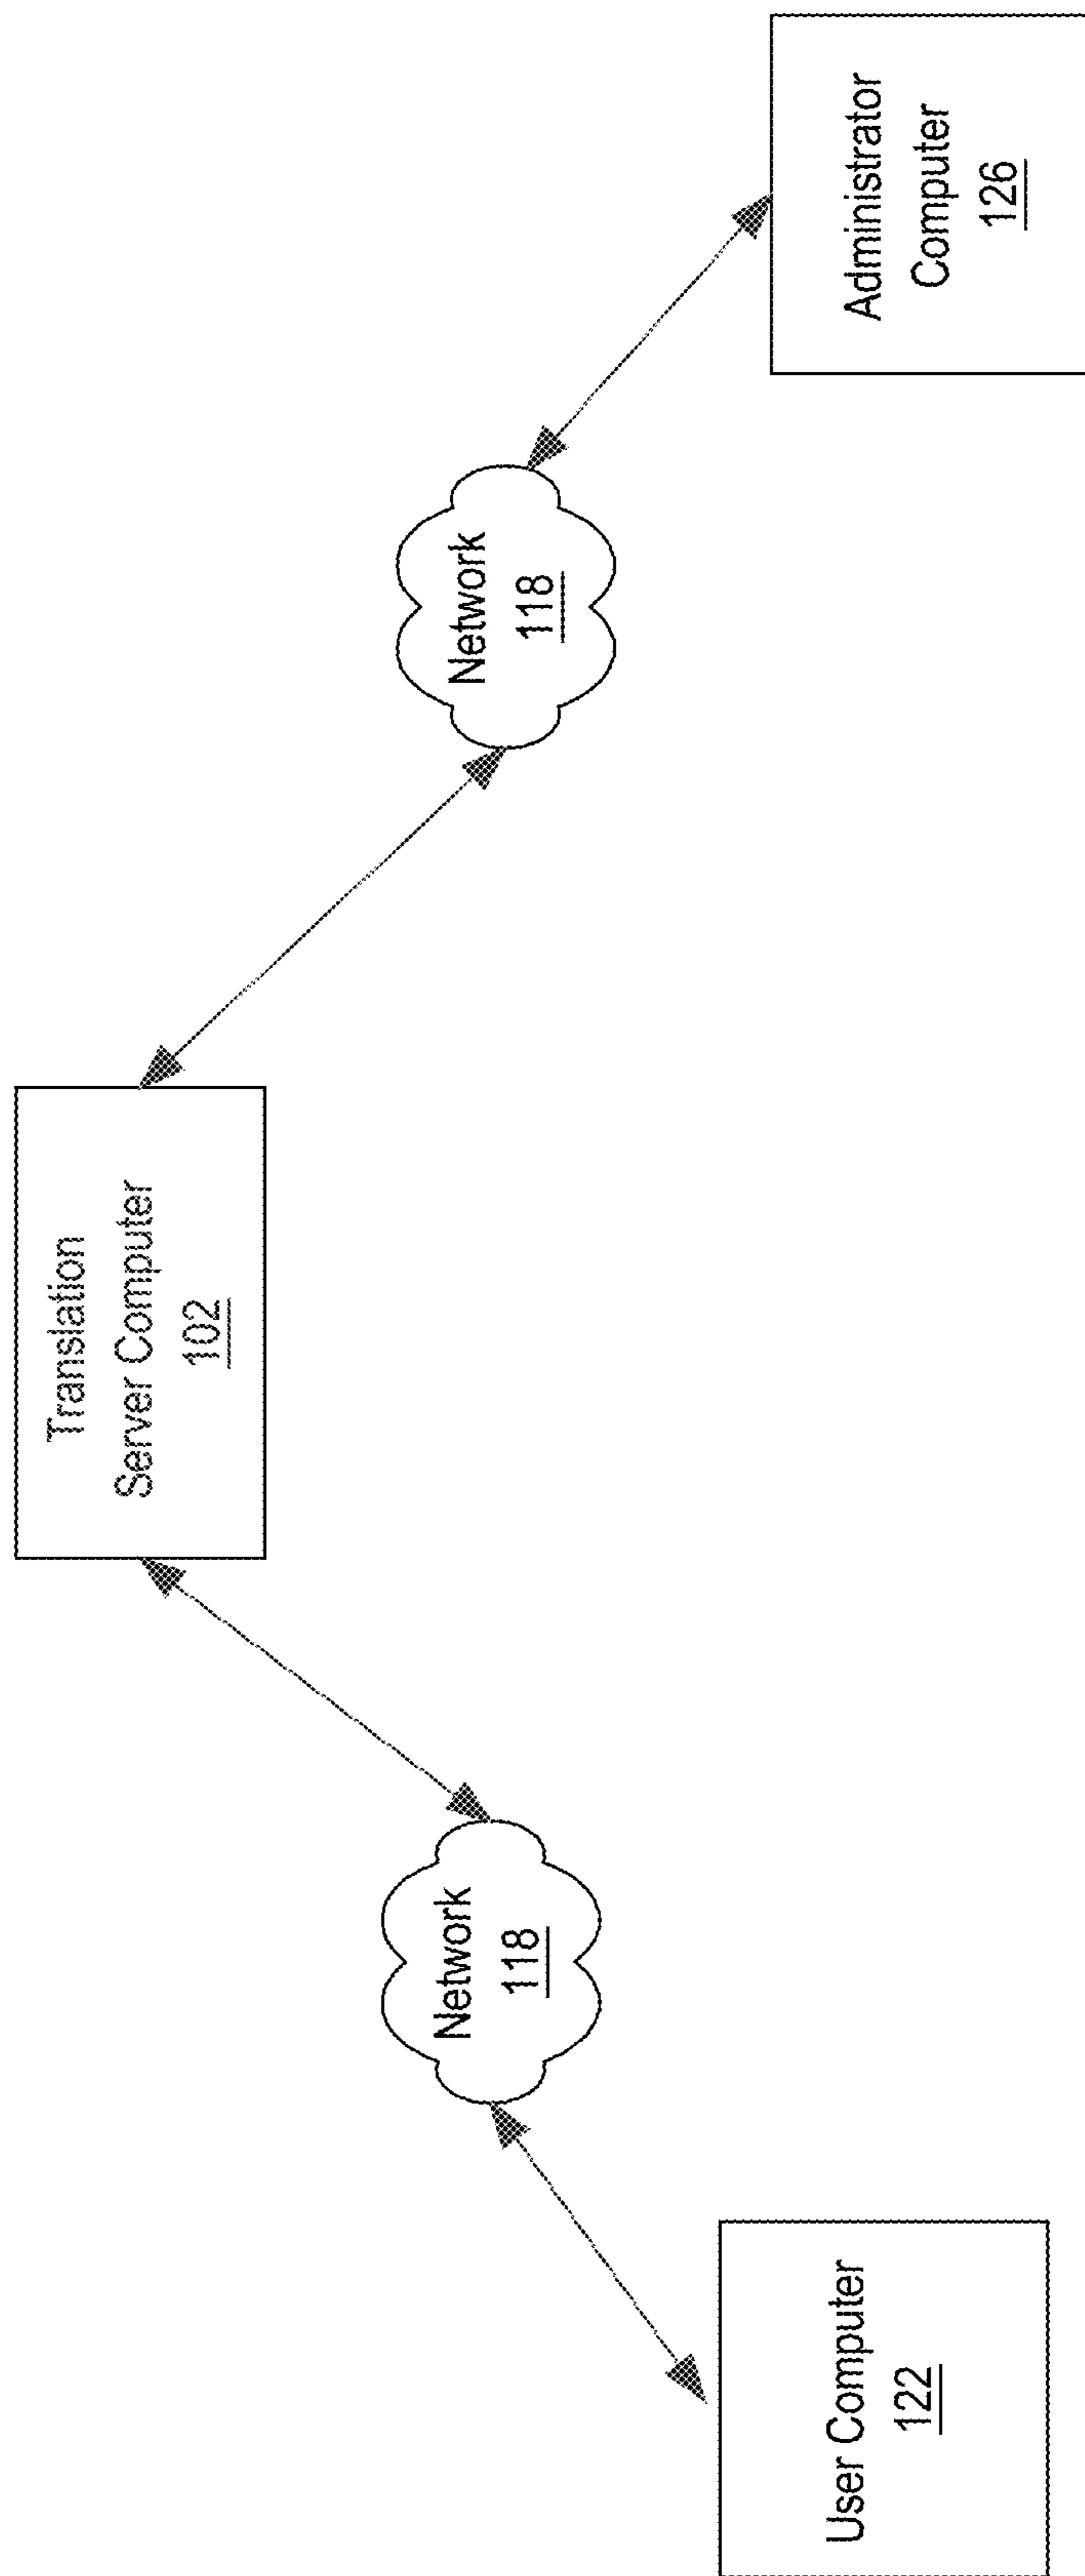 Translation
Server Computer
102
Network
118
Network
118
User Computer
122
Administrator
Computer
126